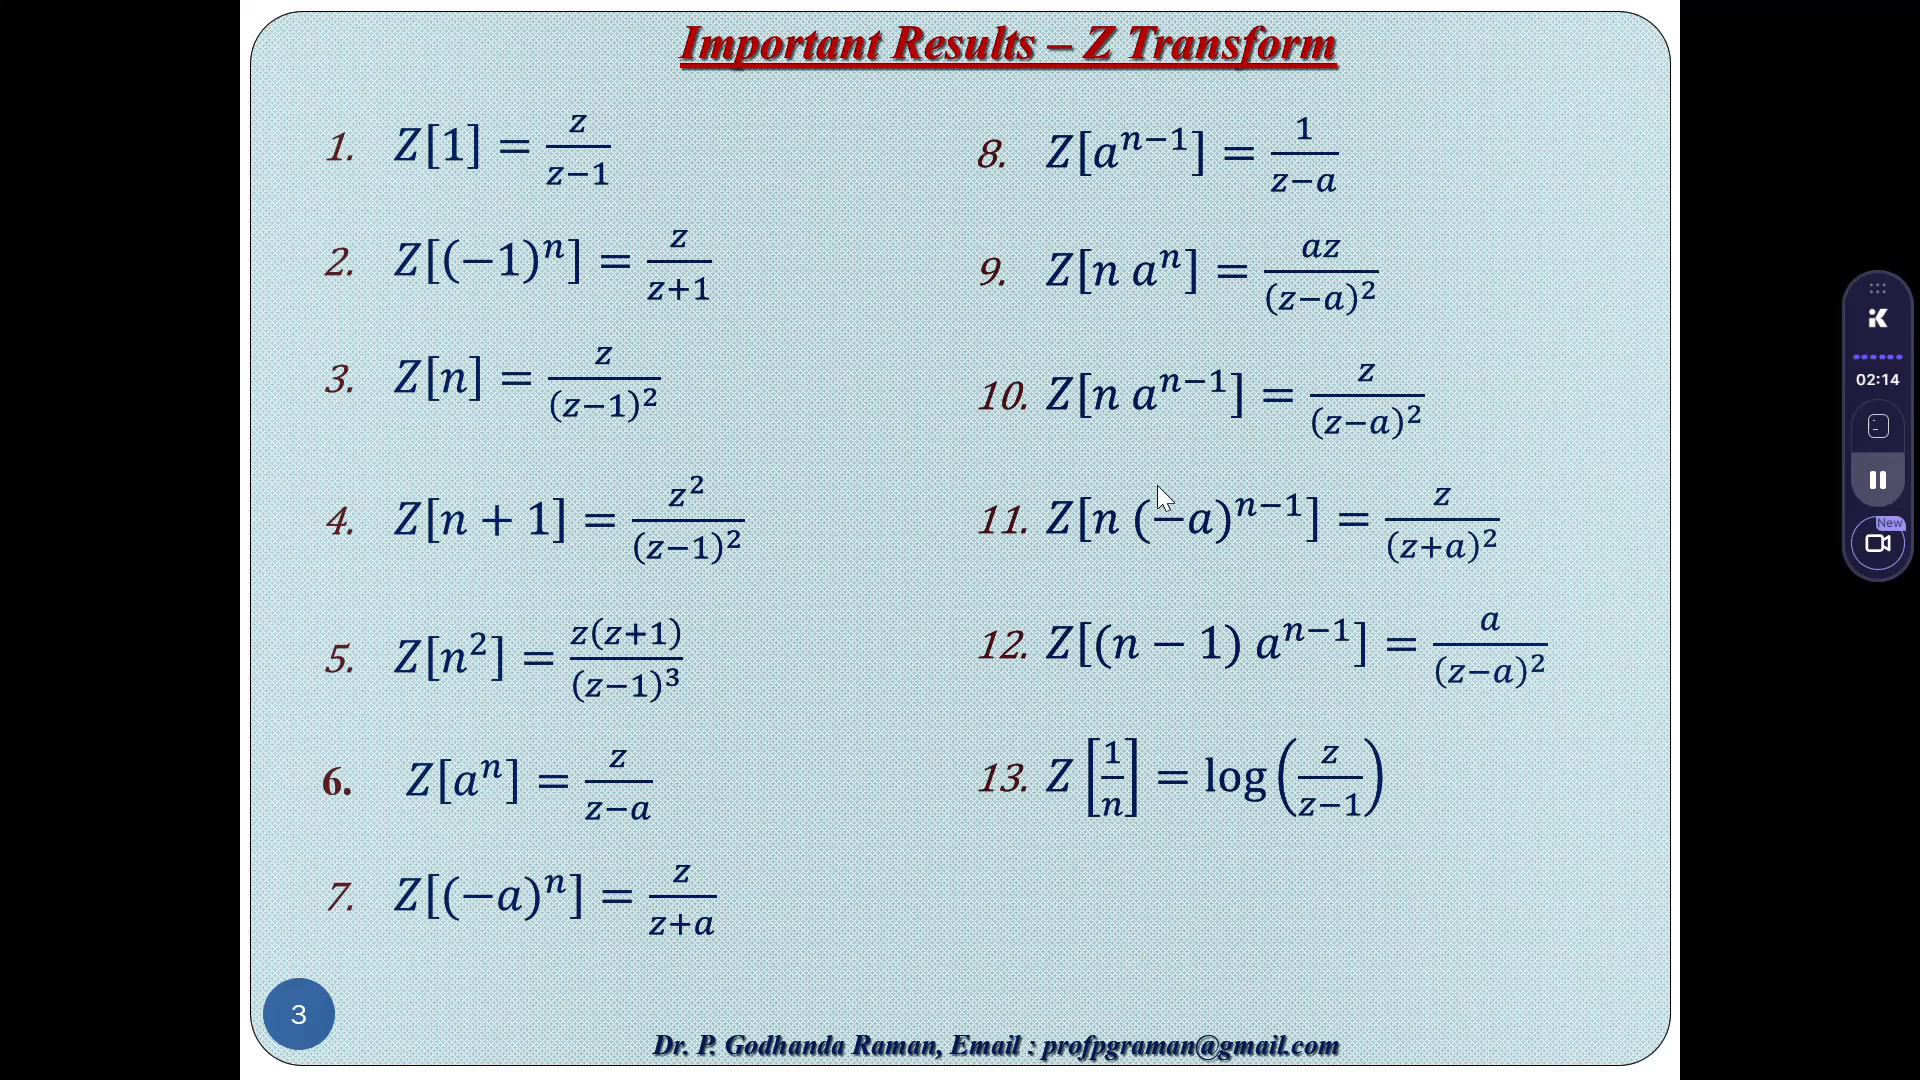 Important Results – Z Transform
1. Z[1] = z/(z−1)
2. Z[(−1)^n] = z/(z+1)
3. Z[n] = z/(z−1)^2
4. Z[n + 1] = z^2/(z−1)^2
5. Z[n^2] = z(z+1)/(z−1)^3
6. Z[a^n] = z/(z−a)
7. Z[(−a)^n] = z/(z+a)
8. Z[a^(n−1)] = 1/(z−a)
9. Z[n a^n] = az/(z−a)^2
10. Z[n a^(n−1)] = z/(z−a)^2
11. Z[n (−a)^(n−1)] = z/(z+a)^2
12. Z[(n − 1) a^(n−1)] = a/(z−a)^2
13. Z[1/n] = log(z/(z−1))
3
Dr. P. Godhanda Raman, Email : profpgraman@gmail.com
02:14
New